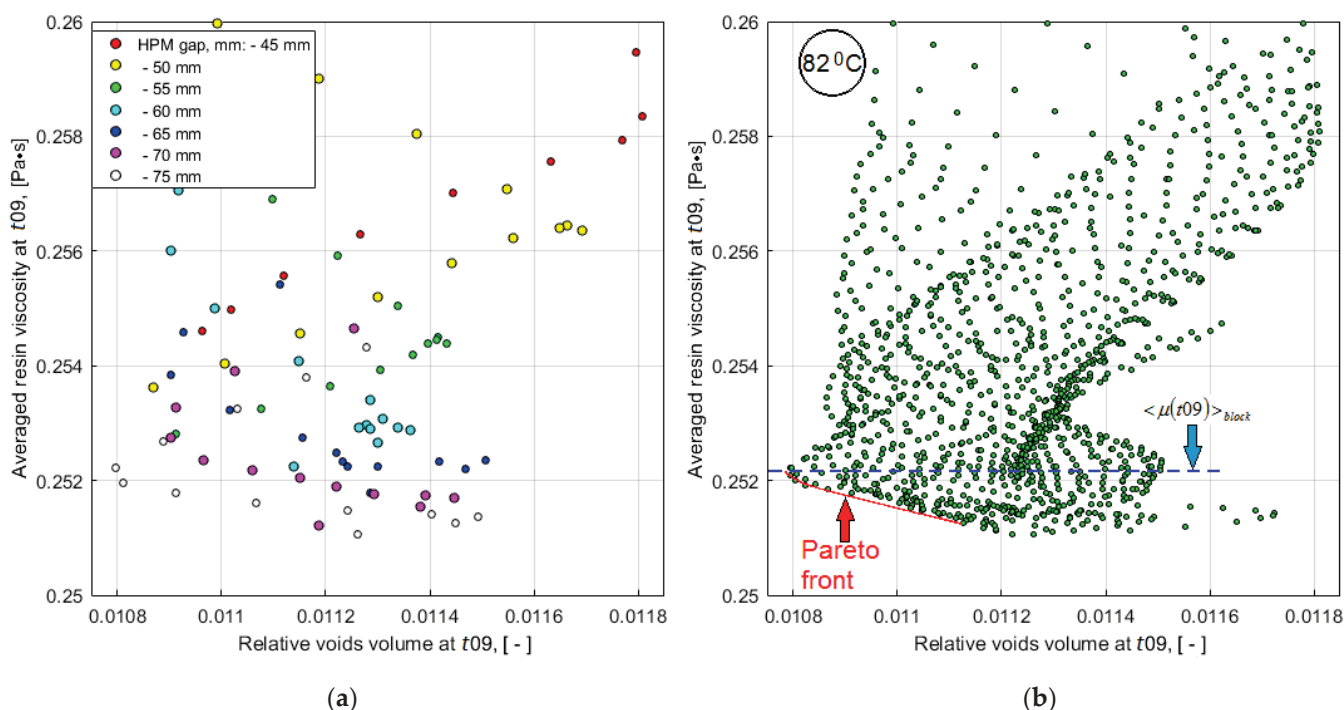 0.26
0.258
0.256
0.254
0.252
0.25
Averaged resin viscosity at t09, [Pa•s]
HPM gap, mm: - 45 mm
- 50 mm
- 55 mm
- 60 mm
- 65 mm
- 70 mm
- 75 mm
0.0108 0.011 0.0112 0.0114 0.0116 0.0118
Relative voids volume at t09, [ - ]
(a)
0.26
0.258
0.256
0.254
0.252
0.25
Averaged resin viscosity at t09, [Pa•s]
82 ⁰C
< μ(t09) >block
Pareto
front
0.0108 0.011 0.0112 0.0114 0.0116 0.0118
Relative voids volume at t09, [ - ]
(b)